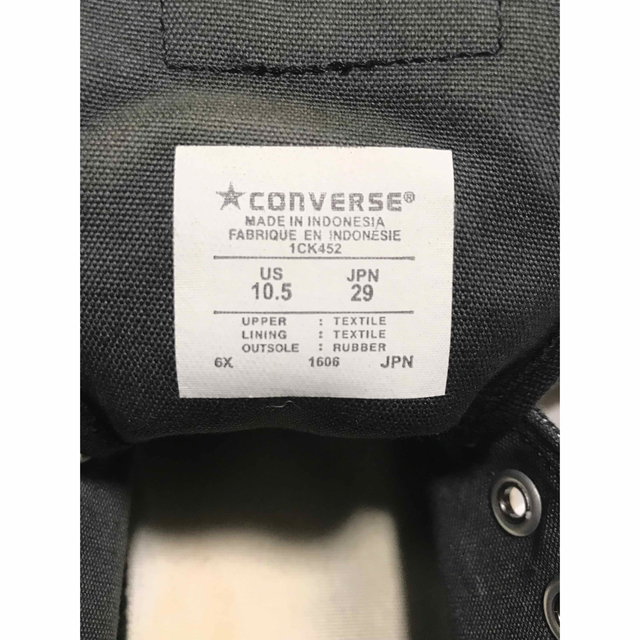 CONVERSE®
MADE IN INDONESIA
FABRIQUE EN INDONÉSIE
1CK452
US JPN
10.5 29
UPPER : TEXTILE
LINING : TEXTILE
OUTSOLE : RUBBER
6X 1606 JPN